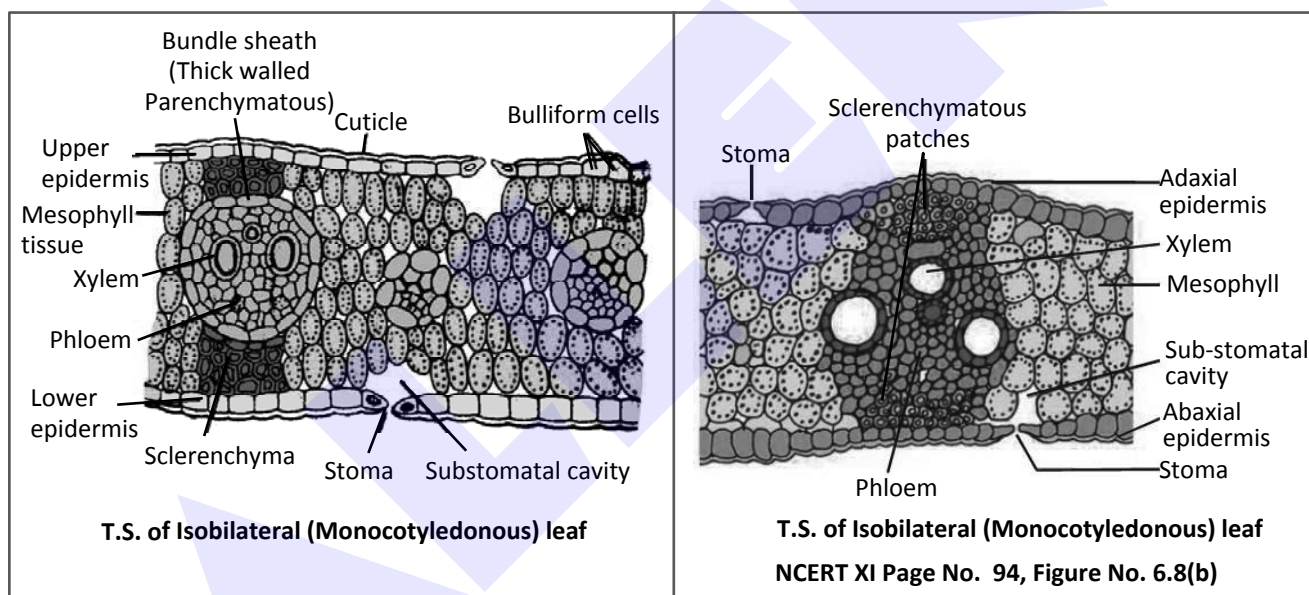 Bundle sheath
(Thick walled
Parenchymatous)
Cuticle
Bulliform cells
Upper
epidermis
Mesophyll
tissue
Xylem
Phloem
Lower
epidermis
Sclerenchyma
Stoma
Substomatal cavity
T.S. of Isobilateral (Monocotyledonous) leaf
Sclerenchymatous
patches
Stoma
Adaxial
epidermis
Xylem
Mesophyll
Sub-stomatal
cavity
Abaxial
epidermis
Stoma
Phloem
T.S. of Isobilateral (Monocotyledonous) leaf
NCERT XI Page No. 94, Figure No. 6.8(b)